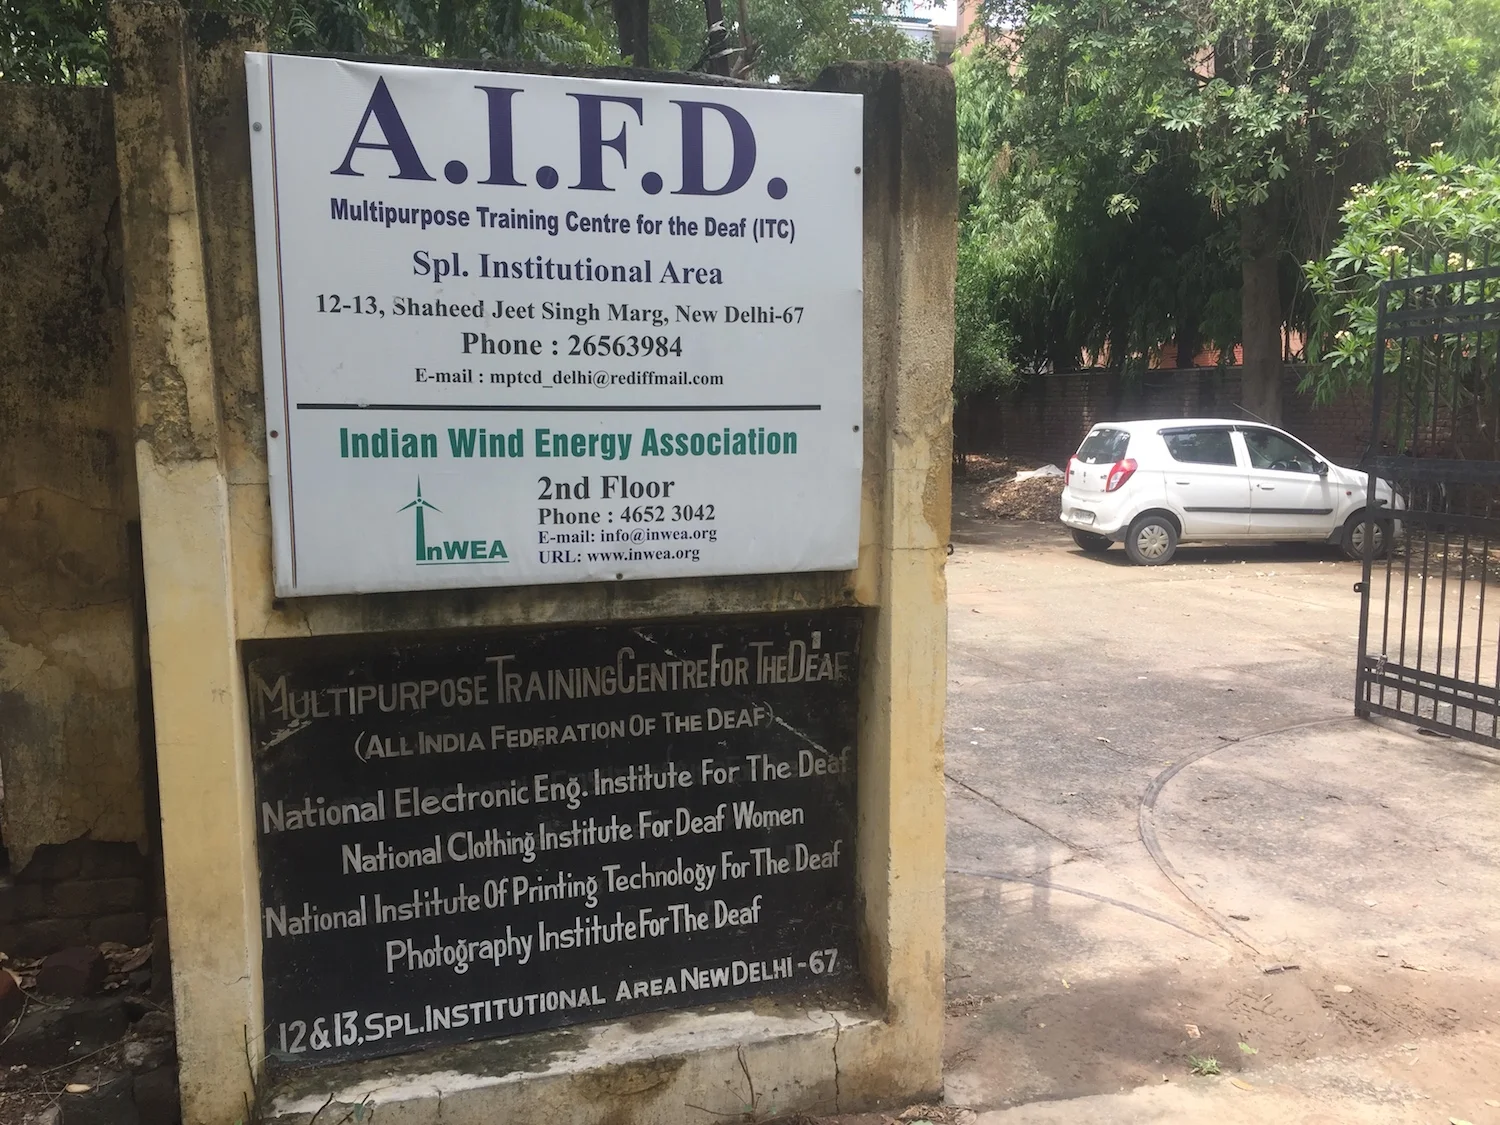 A.I.F.D.
Multipurpose Training Centre for the Deaf (ITC)
Spl. Institutional Area
12-13, Shaheed Jeet Singh Marg, New Delhi-67
Phone : 26563984
E-mail : mptcd_delhi@rediffmail.com
Indian Wind Energy Association
2nd Floor
Phone : 4652 3042
E-mail: info@inwea.org
URL: www.inwea.org
InWEA
MULTIPURPOSE TRAINING CENTRE FOR THE DEAF
(ALL INDIA FEDERATION OF THE DEAF)
National Electronic Eng. Institute For The Deaf
National Clothing Institute For Deaf Women
National Institute Of Printing Technology For The Deaf
Photography Institute For The Deaf
12 & 13, SPL. INSTITUTIONAL AREA NEW DELHI - 67